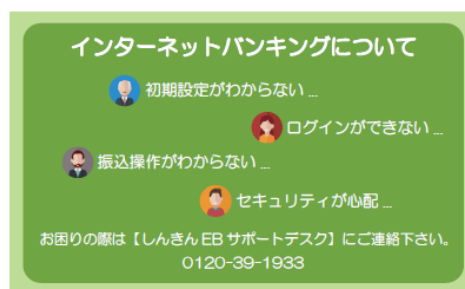 インターネットバンキングについて
初期設定がわからない...
ログインができない...
振込操作がわからない...
セキュリティが心配...
お困りの際は【しんきんEBサポートデスク】にご連絡下さい。
0120-39-1933